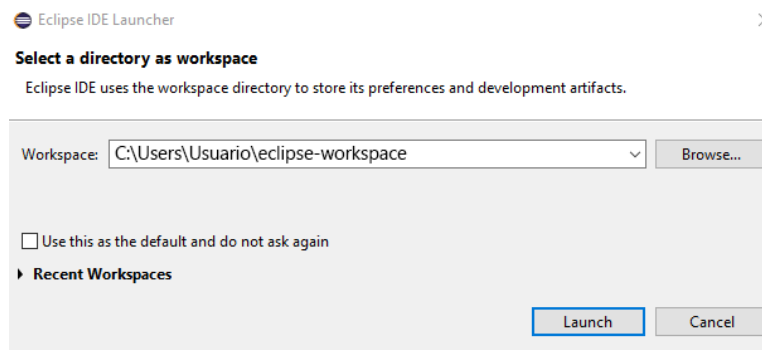 Eclipse IDE Launcher
Select a directory as workspace
Eclipse IDE uses the workspace directory to store its preferences and development artifacts.
Workspace: C:\Users\Usuario\eclipse-workspace Browse...
Use this as the default and do not ask again
Recent Workspaces
Launch Cancel